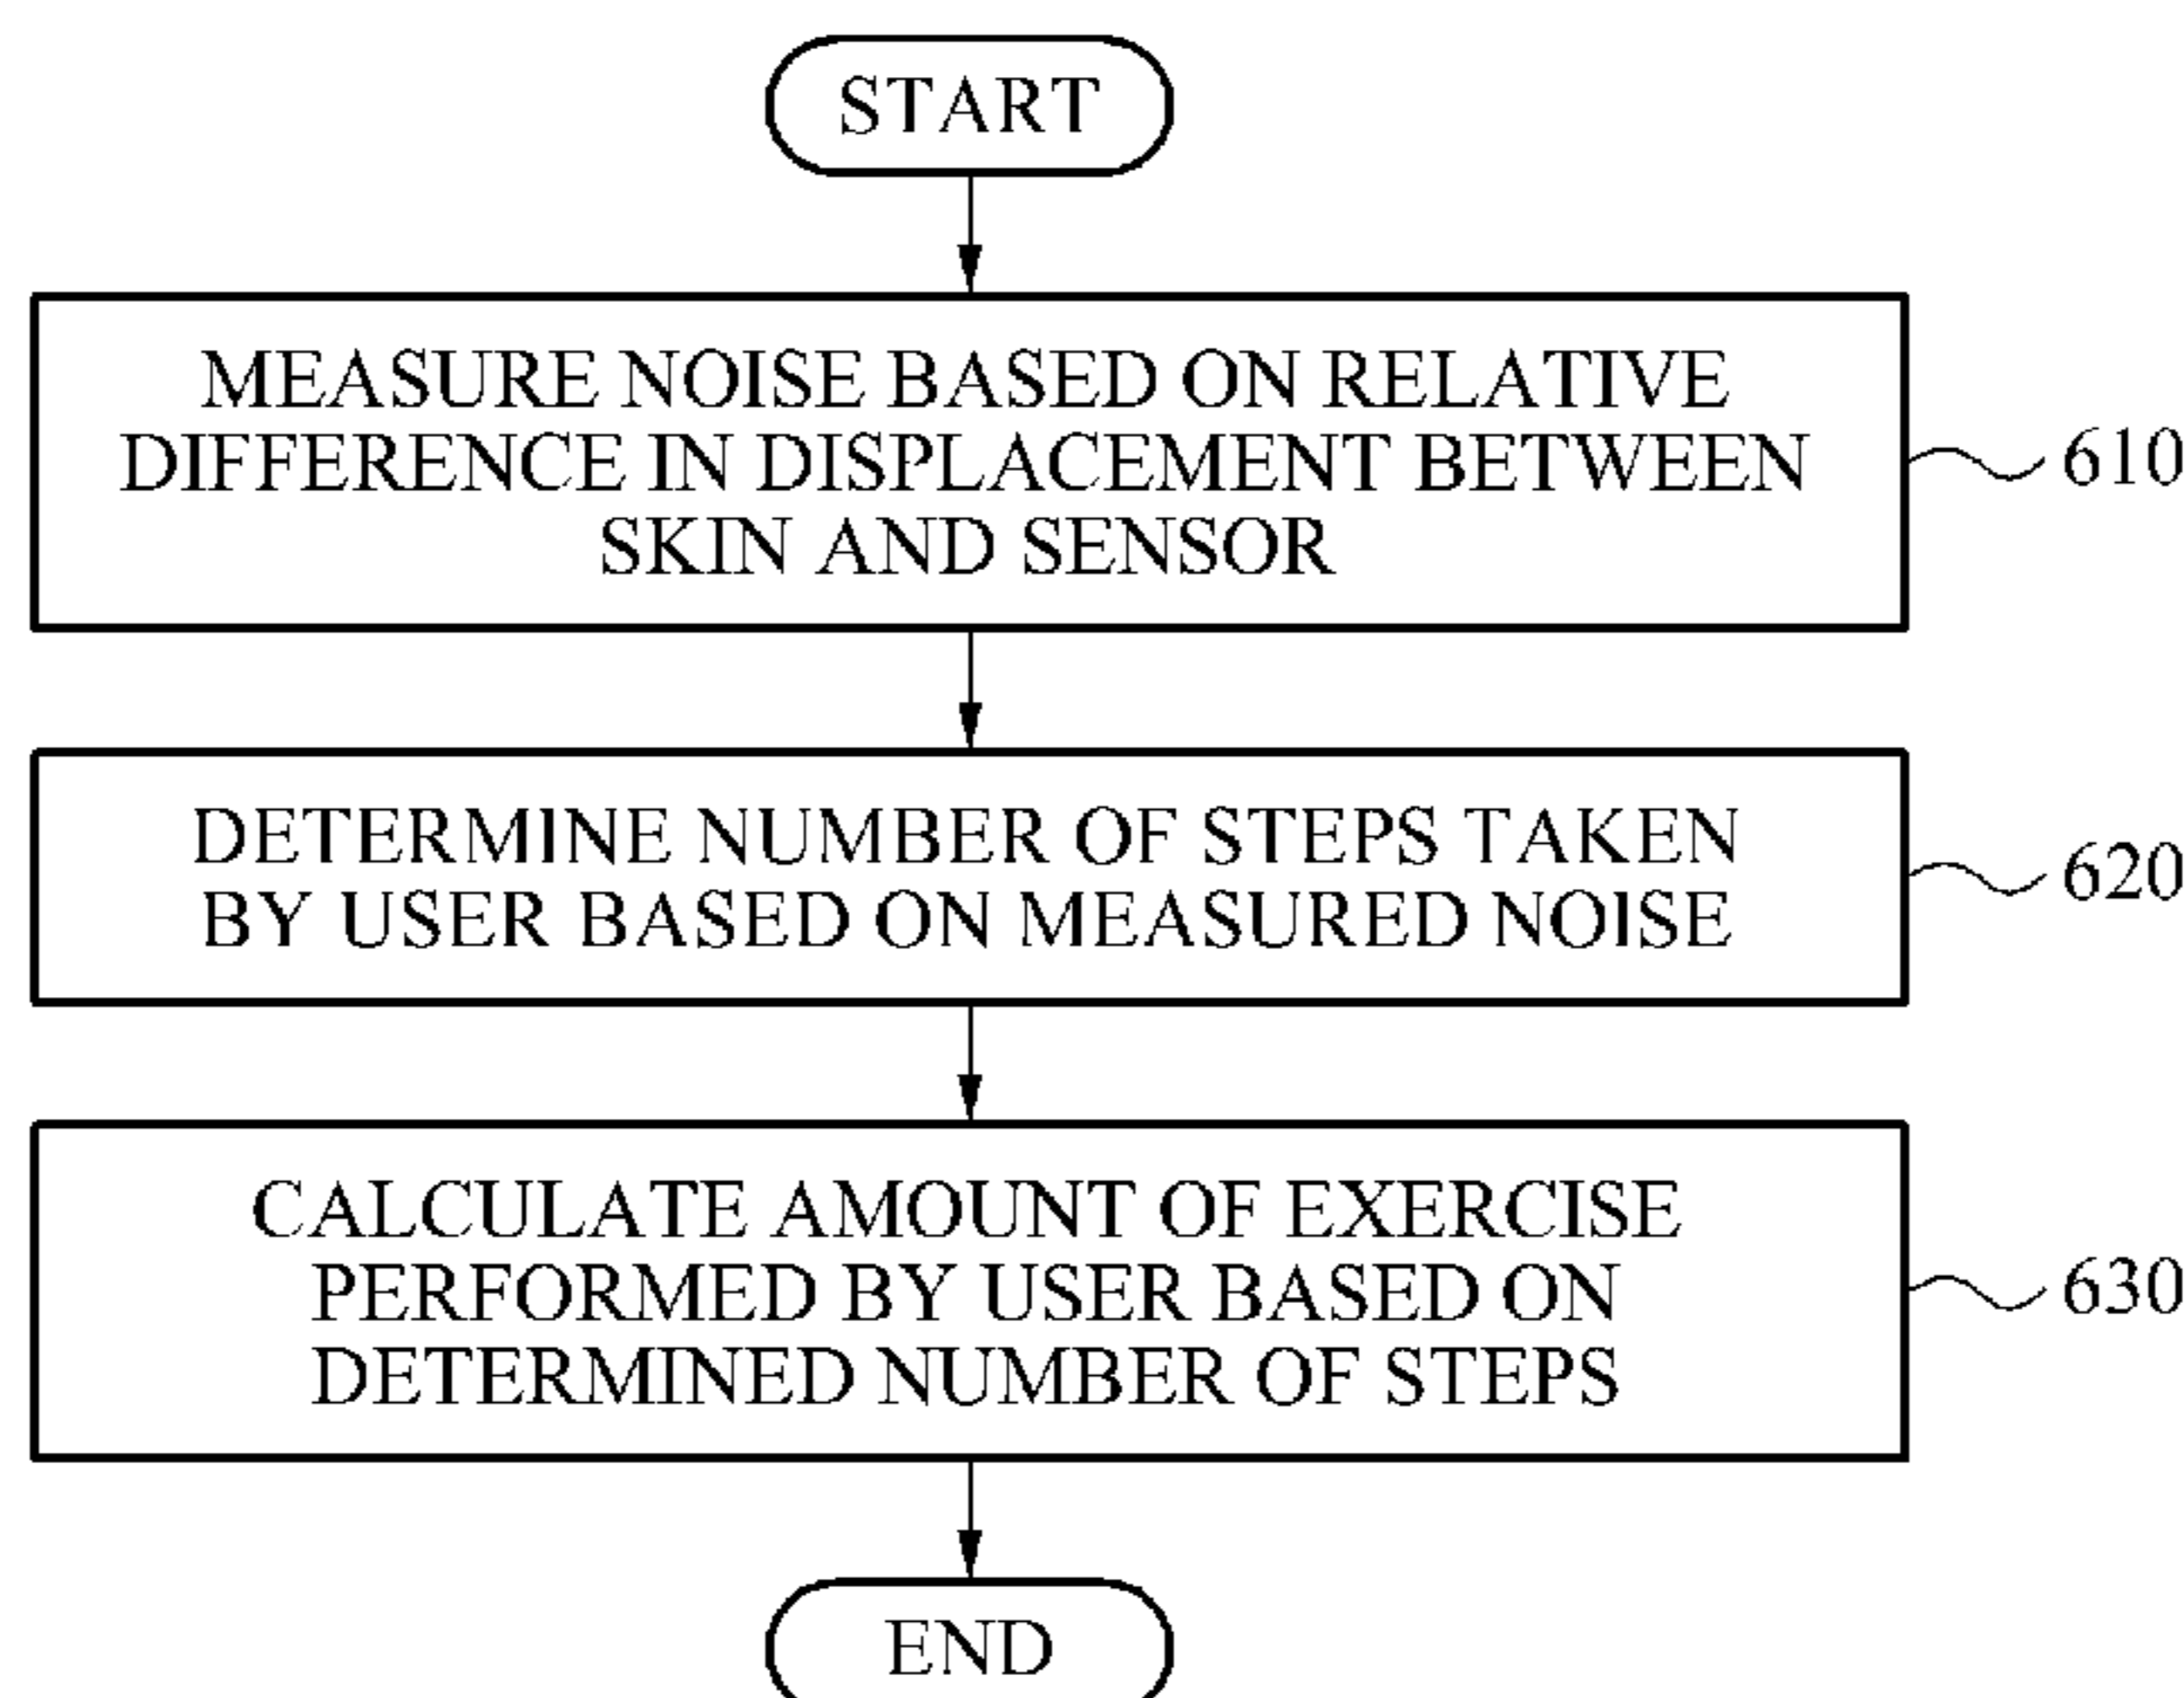 START
MEASURE NOISE BASED ON RELATIVE
DIFFERENCE IN DISPLACEMENT BETWEEN
SKIN AND SENSOR
610
DETERMINE NUMBER OF STEPS TAKEN
BY USER BASED ON MEASURED NOISE
620
CALCULATE AMOUNT OF EXERCISE
PERFORMED BY USER BASED ON
DETERMINED NUMBER OF STEPS
630
END